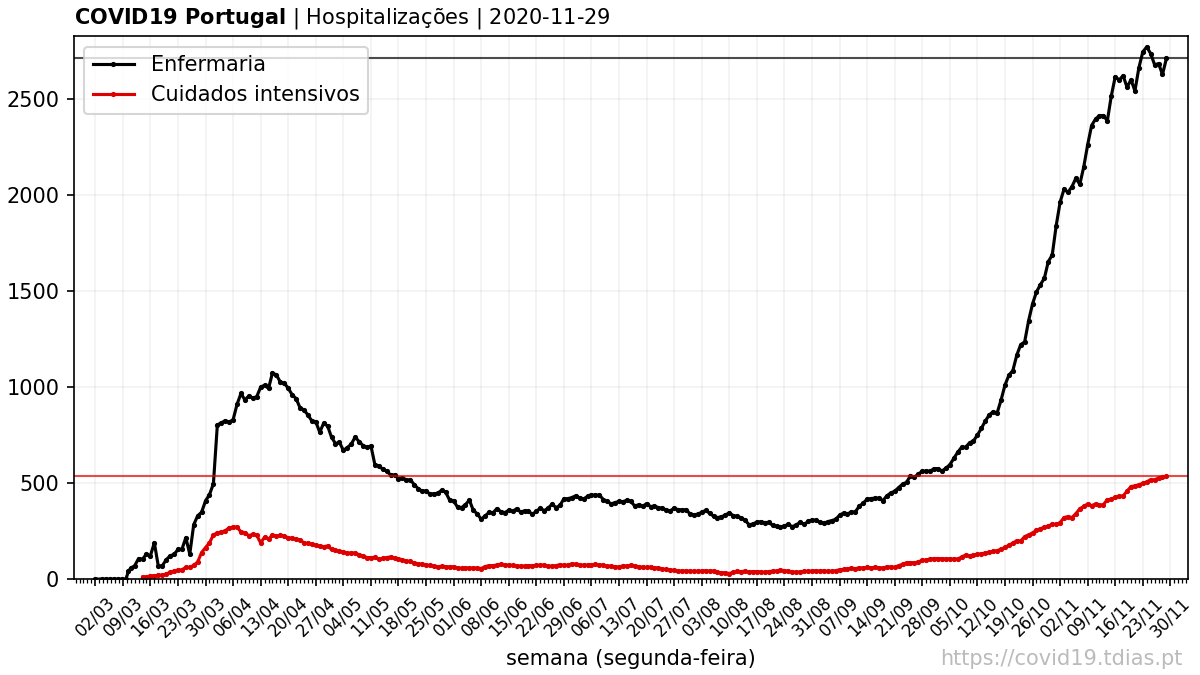 COVID19 Portugal | Hospitalizações | 2020-11-29
Enfermaria
Cuidados intensivos
2500
2000
1500
1000
500
0
02/03 09/03 16/03 23/03 30/03 06/04 13/04 20/04 27/04 04/05 11/05 18/05 25/05 01/06 08/06 15/06 22/06 29/06 06/07 13/07 20/07 27/07 03/08 10/08 17/08 24/08 31/08 07/09 14/09 21/09 28/09 05/10 12/10 19/10 26/10 02/11 09/11 16/11 23/11 30/11
semana (segunda-feira)
https://covid19.tdias.pt